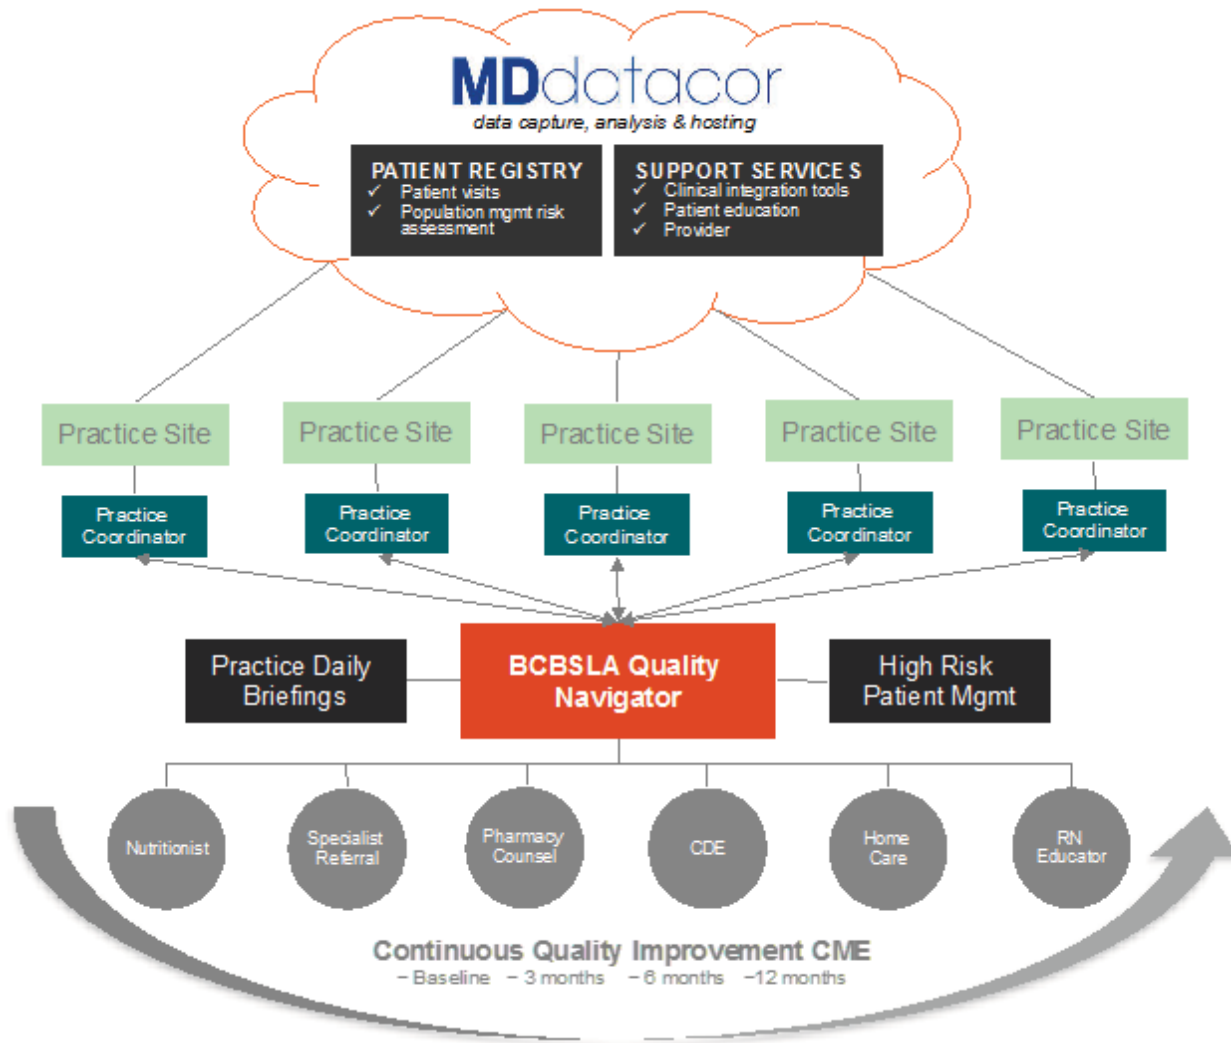 MDdatacor
data capture, analysis & hosting
PATIENT REGISTRY
✓ Patient visits
✓ Population mgmt risk
assessment
SUPPORT SERVICES
✓ Clinical integration tools
✓ Patient education
✓ Provider
Practice Site
Practice Site
Practice Site
Practice Site
Practice Site
Practice
Coordinator
Practice
Coordinator
Practice
Coordinator
Practice
Coordinator
Practice
Coordinator
Practice Daily
Briefings
BCBSLA Quality
Navigator
High Risk
Patient Mgmt
Nutritionist
Specialist
Referral
Pharmacy
Counsel
CDE
Home
Care
RN
Educator
Continuous Quality Improvement CME
– Baseline – 3 months – 6 months –12 months